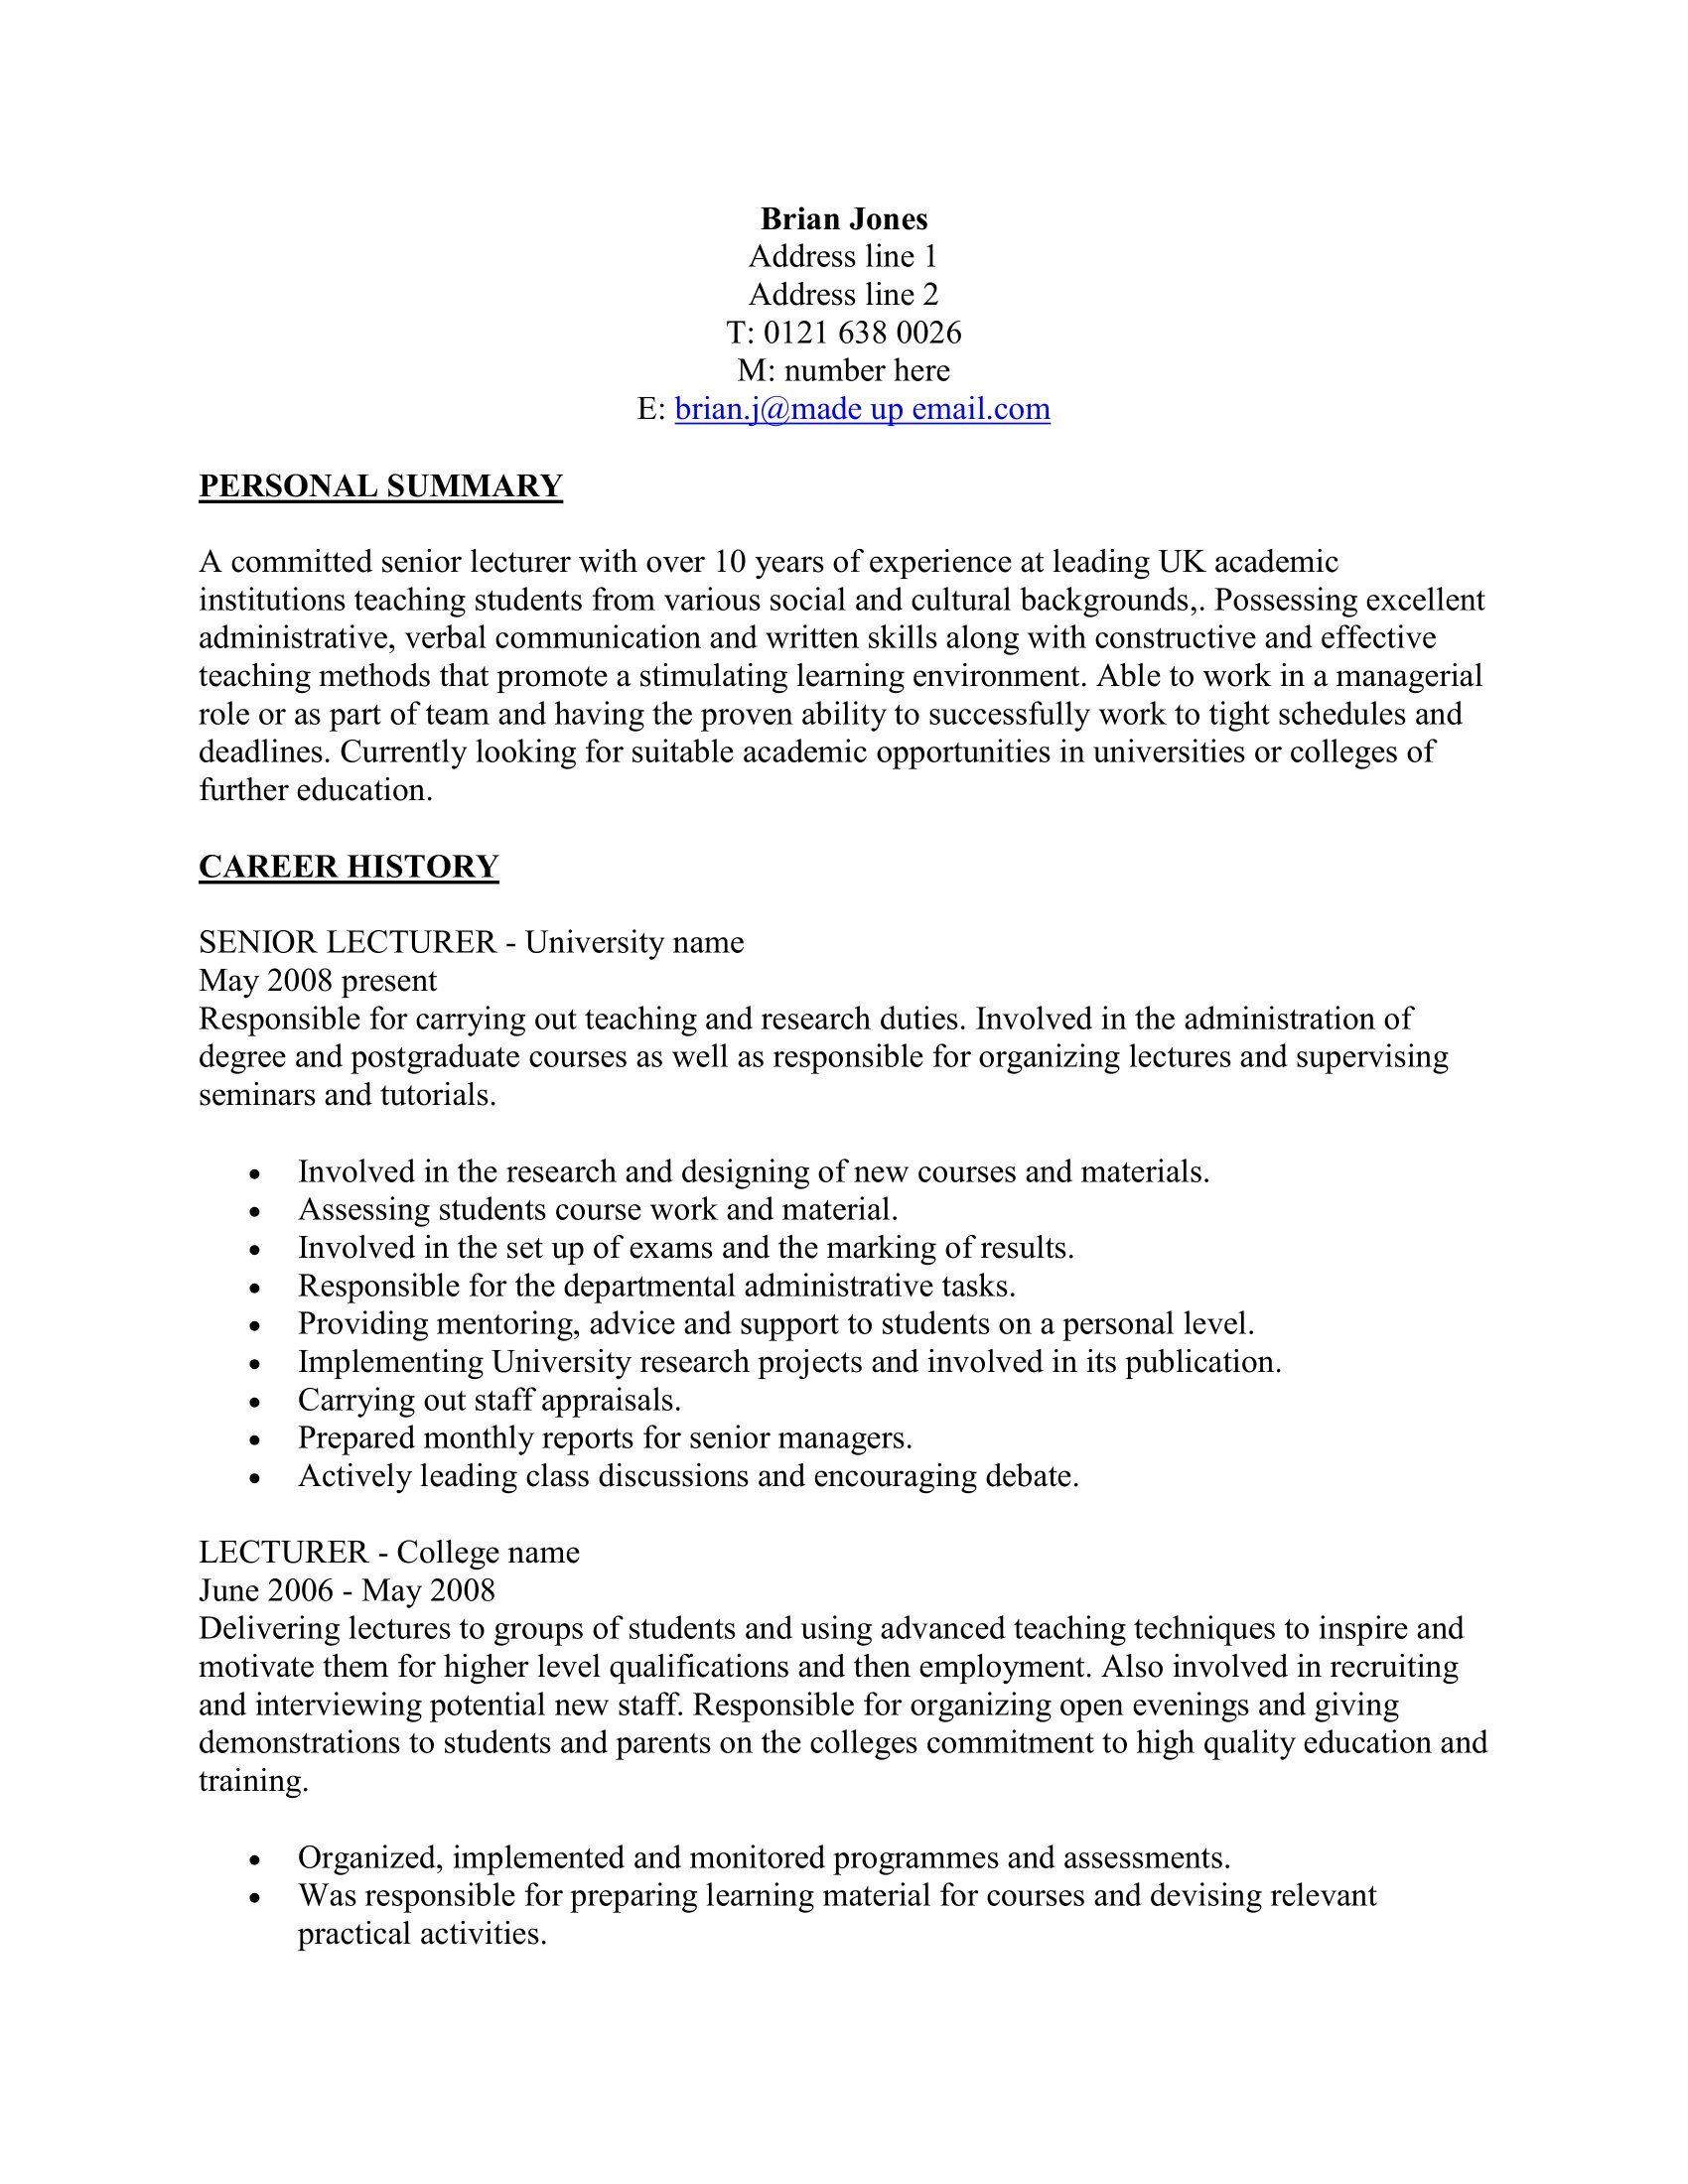 Brian Jones
Address line 1
Address line 2
T: 0121 638 0026
M: number here
E: brian.j@made up email.com
PERSONAL SUMMARY
A committed senior lecturer with over 10 years of experience at leading UK academic
institutions teaching students from various social and cultural backgrounds,. Possessing excellent
administrative, verbal communication and written skills along with constructive and effective
teaching methods that promote a stimulating learning environment. Able to work in a managerial
role or as part of team and having the proven ability to successfully work to tight schedules and
deadlines. Currently looking for suitable academic opportunities in universities or colleges of
further education.
CAREER HISTORY
SENIOR LECTURER - University name
May 2008 present
Responsible for carrying out teaching and research duties. Involved in the administration of
degree and postgraduate courses as well as responsible for organizing lectures and supervising
seminars and tutorials.
• Involved in the research and designing of new courses and materials.
• Assessing students course work and material.
• Involved in the set up of exams and the marking of results.
• Responsible for the departmental administrative tasks.
• Providing mentoring, advice and support to students on a personal level.
• Implementing University research projects and involved in its publication.
• Carrying out staff appraisals.
• Prepared monthly reports for senior managers.
• Actively leading class discussions and encouraging debate.
LECTURER - College name
June 2006 - May 2008
Delivering lectures to groups of students and using advanced teaching techniques to inspire and
motivate them for higher level qualifications and then employment. Also involved in recruiting
and interviewing potential new staff. Responsible for organizing open evenings and giving
demonstrations to students and parents on the colleges commitment to high quality education and
training.
• Organized, implemented and monitored programmes and assessments.
• Was responsible for preparing learning material for courses and devising relevant
practical activities.